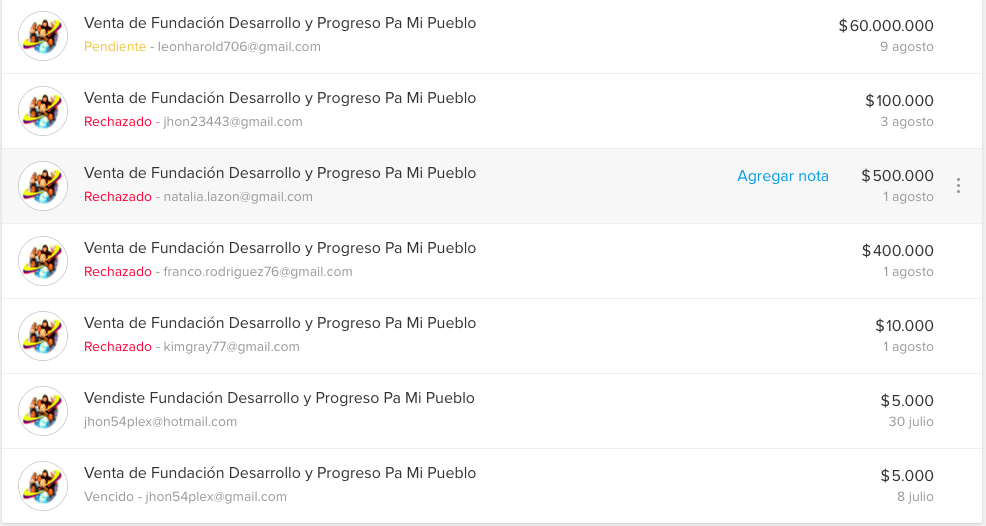 Venta de Fundación Desarrollo y Progreso Pa Mi Pueblo
$60.000.000
Pendiente - leonharold706@gmail.com
9 agosto
Venta de Fundación Desarrollo y Progreso Pa Mi Pueblo
$100.000
Rechazado - jhon23443@gmail.com
3 agosto
Venta de Fundación Desarrollo y Progreso Pa Mi Pueblo
Agregar nota
$500.000
Rechazado - natalia.lazon@gmail.com
1 agosto
Venta de Fundación Desarrollo y Progreso Pa Mi Pueblo
$400.000
Rechazado - franco.rodriguez76@gmail.com
1 agosto
Venta de Fundación Desarrollo y Progreso Pa Mi Pueblo
$10.000
Rechazado - kimgray77@gmail.com
1 agosto
Vendiste Fundación Desarrollo y Progreso Pa Mi Pueblo
$5.000
jhon54plex@hotmail.com
30 julio
Venta de Fundación Desarrollo y Progreso Pa Mi Pueblo
$5.000
Vencido - jhon54plex@gmail.com
8 julio